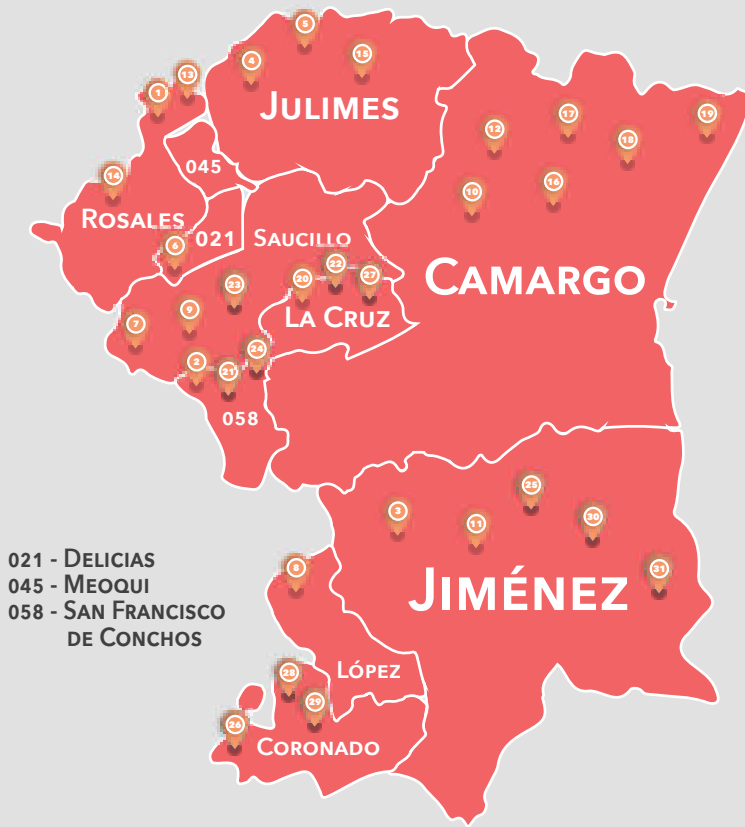 5
4
15
13
1
JULIMES
19
17
12
18
045
14
16
10
ROSALES
021
SAUCILLO
6
22
CAMARGO
27
20
23
9
LA CRUZ
7
24
2
21
058
25
3
30
11
021 - DELICIAS
8
31
045 - MEOQUI
JIMÉNEZ
058 - SAN FRANCISCO
DE CONCHOS
LÓPEZ
28
29
26
CORONADO